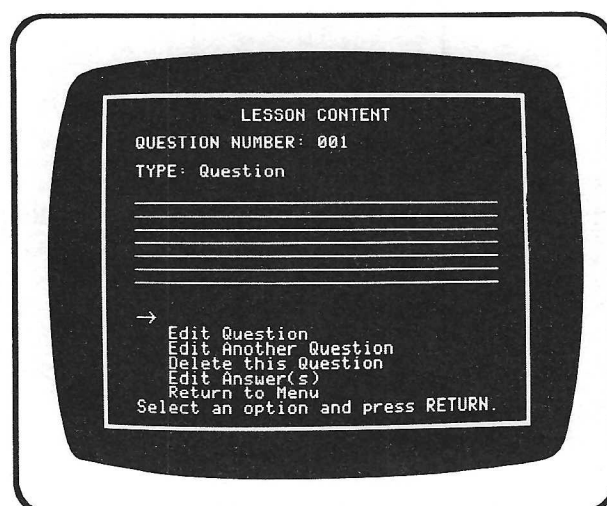 LESSON CONTENT
QUESTION NUMBER: 001
TYPE: Question
→
Edit Question
Edit Another Question
Delete this Question
Edit Answer(s)
Return to Menu
Select an option and press RETURN.